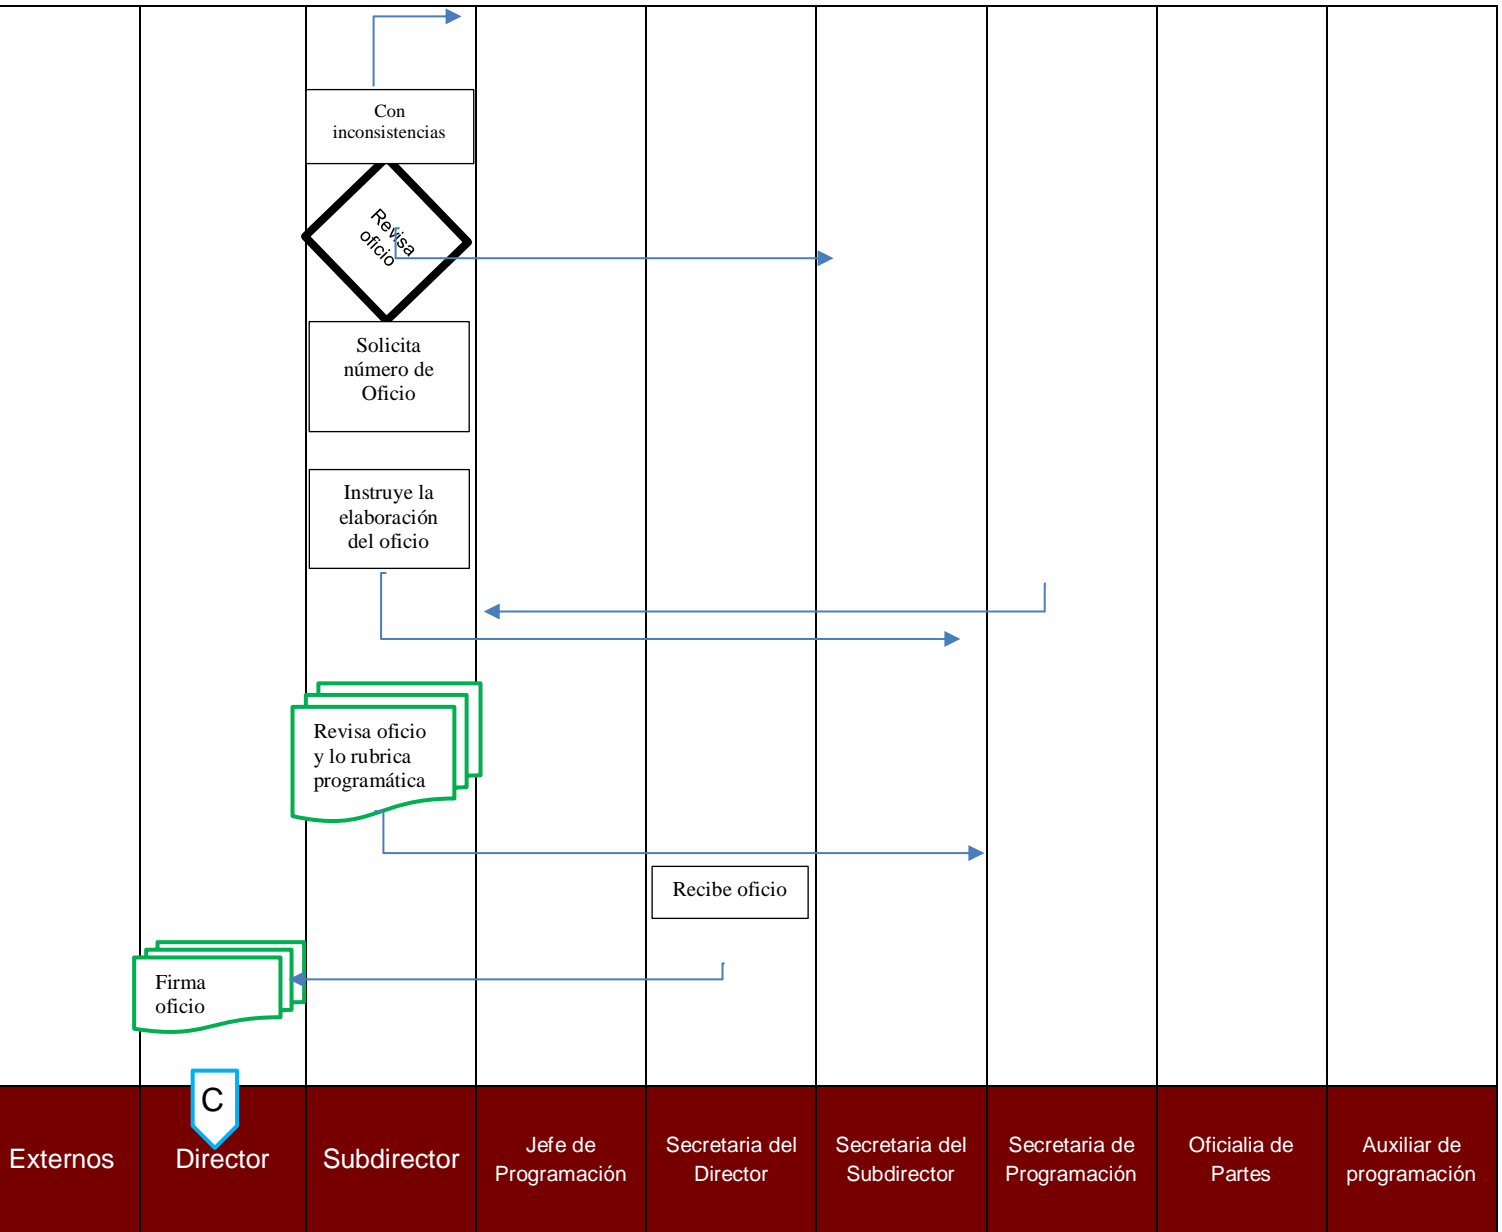 Con
inconsistencias
Revisa
oficio
Solicita
número de
Oficio
Instruye la
elaboración
del oficio
Revisa oficio
y lo rubrica
programática
Recibe oficio
Firma
oficio
C
Externos
Director
Subdirector
Jefe de
Programación
Secretaria del
Director
Secretaria del
Subdirector
Secretaria de
Programación
Oficialia de
Partes
Auxiliar de
programación